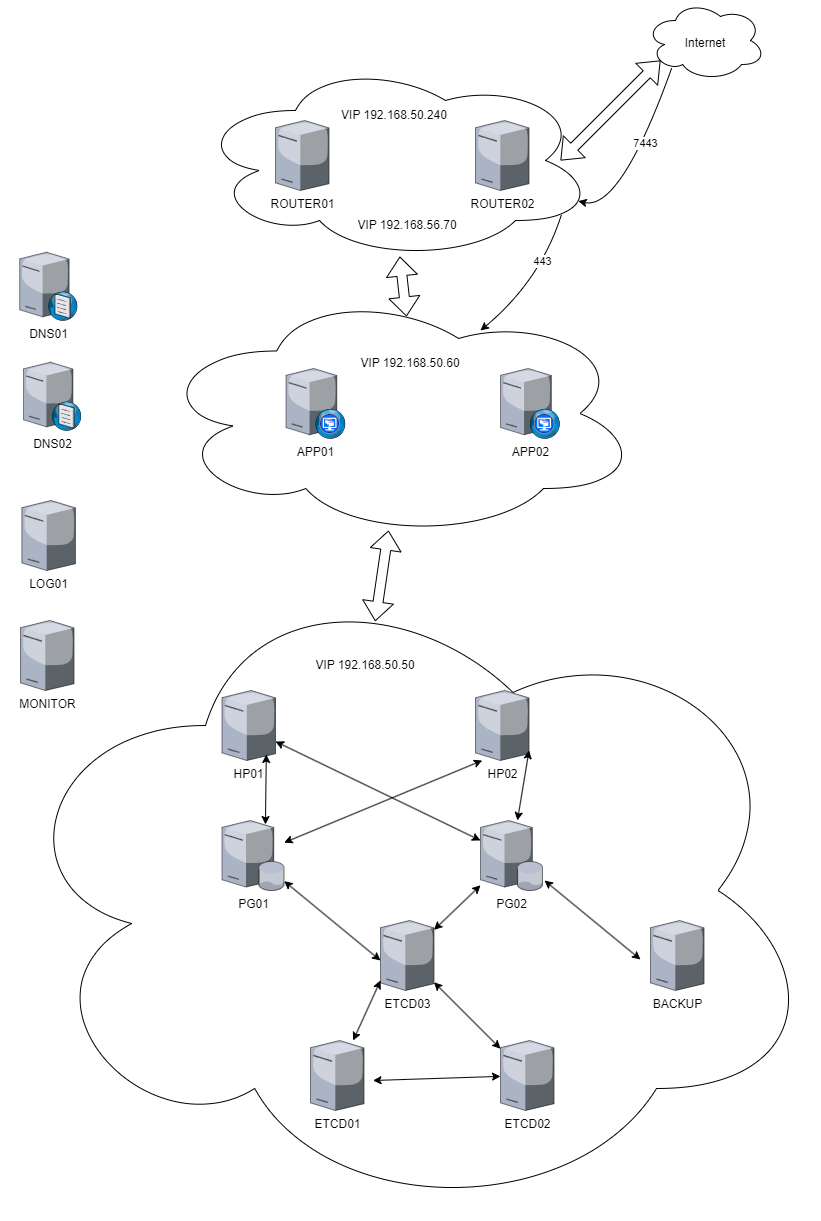 Internet
VIP 192.168.50.240
7443
ROUTER01
ROUTER02
VIP 192.168.56.70
443
DNS01
VIP 192.168.50.60
DNS02
APP01
APP02
LOG01
VIP 192.168.50.50
MONITOR
HP01
HP02
PG01
PG02
ETCD03
BACKUP
ETCD01
ETCD02